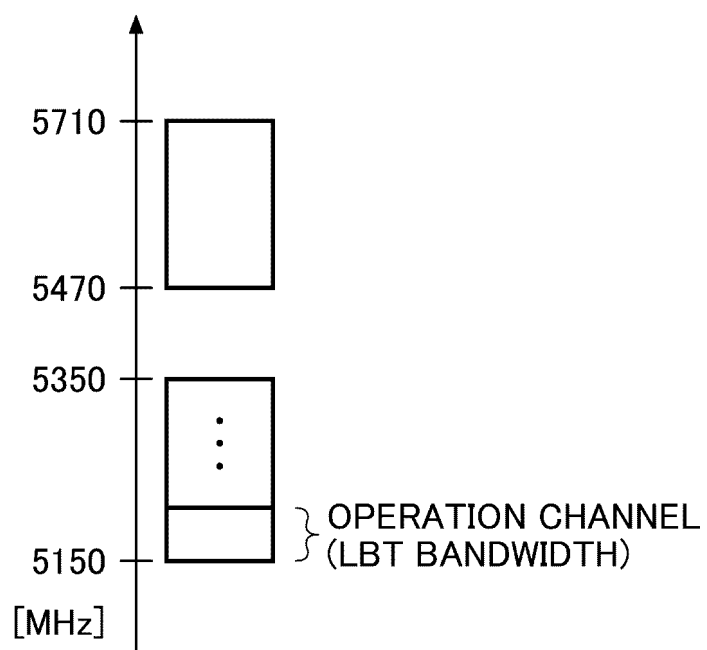 5710
5470
5350
OPERATION CHANNEL
(LBT BANDWIDTH)
5150
[MHz]